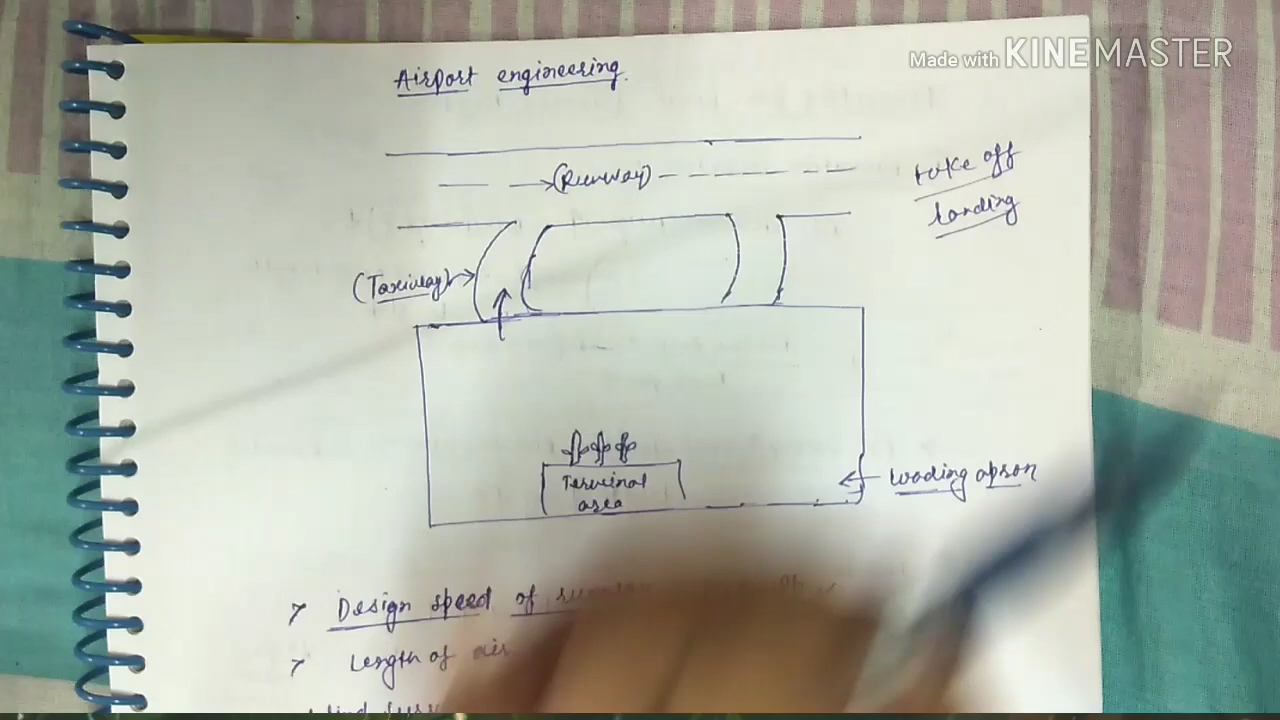 Made with KINEMASTER
Airport engineering
(Runway)
take off
landing
(Taxiway)
Terminal
area
Loading apron
> Design speed of
> Length of air